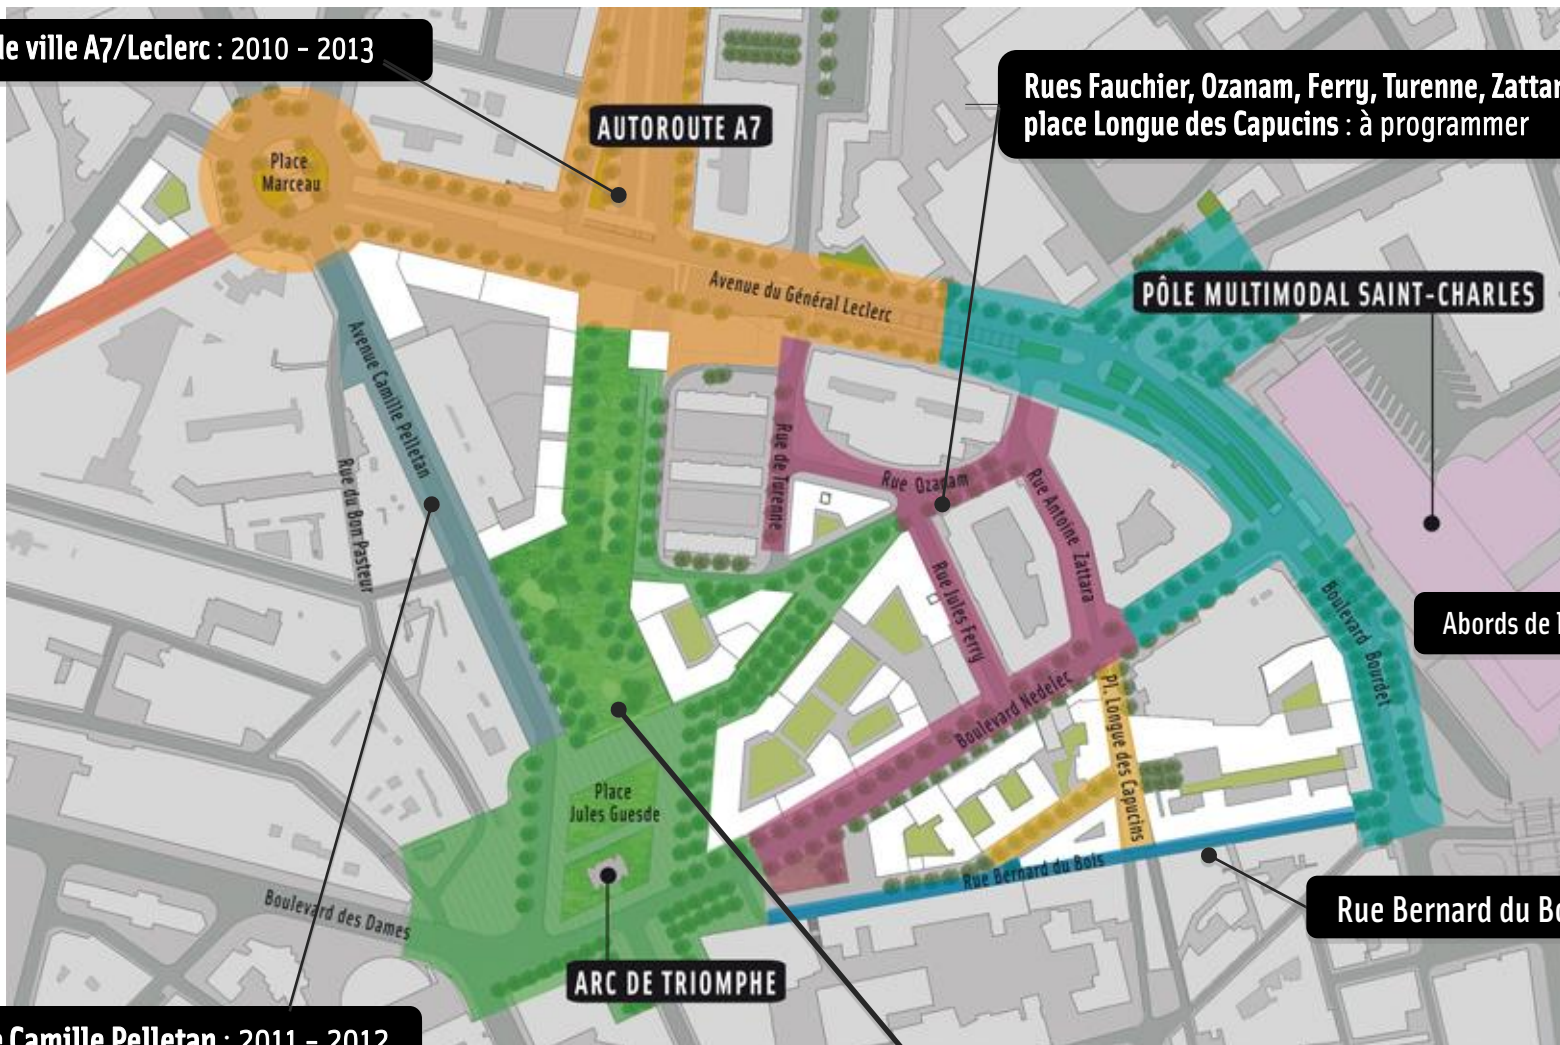 de ville A7/Leclerc : 2010 – 2013
AUTOROUTE A7
Rues Fauchier, Ozanam, Ferry, Turenne, Zattar
place Longue des Capucins : à programmer
Place
Marceau
Avenue du Général Leclerc
PÔLE MULTIMODAL SAINT-CHARLES
Avenue Camille Pelletan
Rue du Bon Pasteur
Rue de Turenne
Rue Ozanam
Rue Antoine Zattara
Rue Jules Ferry
Boulevard Bourdet
Abords de l
Boulevard Nedelec
Pl. Longue des Capucins
Place
Jules Guesde
Rue Bernard du Bois
Boulevard des Dames
Rue Bernard du Bo
ARC DE TRIOMPHE
e Camille Pelletan : 2011 – 2012